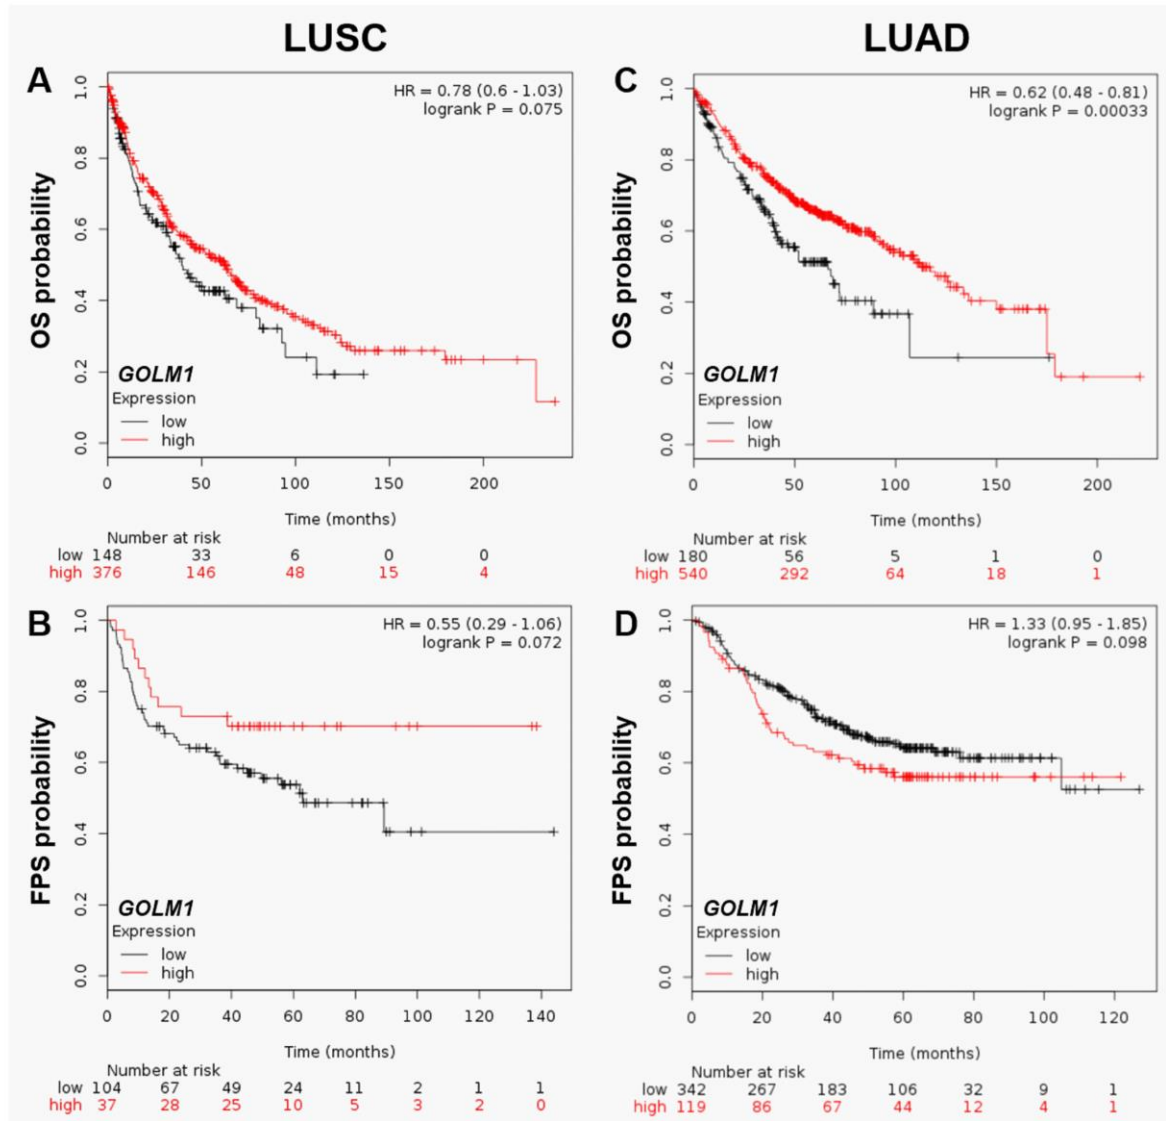 LUSC
LUAD
A
HR = 0.78 (0.6 - 1.03)
logrank P = 0.075
OS probability
1.0
0.8
0.6
0.4
0.2
0.0
GOLM1
Expression
low
high
0 50 100 150 200
Time (months)
Number at risk
low 148 33 6 0 0
high 376 146 48 15 4
C
HR = 0.62 (0.48 - 0.81)
logrank P = 0.00033
OS probability
1.0
0.8
0.6
0.4
0.2
0.0
GOLM1
Expression
low
high
0 50 100 150 200
Time (months)
Number at risk
low 180 56 5 1 0
high 540 292 64 18 1
B
HR = 0.55 (0.29 - 1.06)
logrank P = 0.072
FPS probability
1.0
0.8
0.6
0.4
0.2
0.0
GOLM1
Expression
low
high
0 20 40 60 80 100 120 140
Time (months)
Number at risk
low 104 67 49 24 11 2 1 1
high 37 28 25 10 5 3 2 0
D
HR = 1.33 (0.95 - 1.85)
logrank P = 0.098
FPS probability
1.0
0.8
0.6
0.4
0.2
0.0
GOLM1
Expression
low
high
0 20 40 60 80 100 120
Time (months)
Number at risk
low 342 267 183 106 32 9 1
high 119 86 67 44 12 4 1